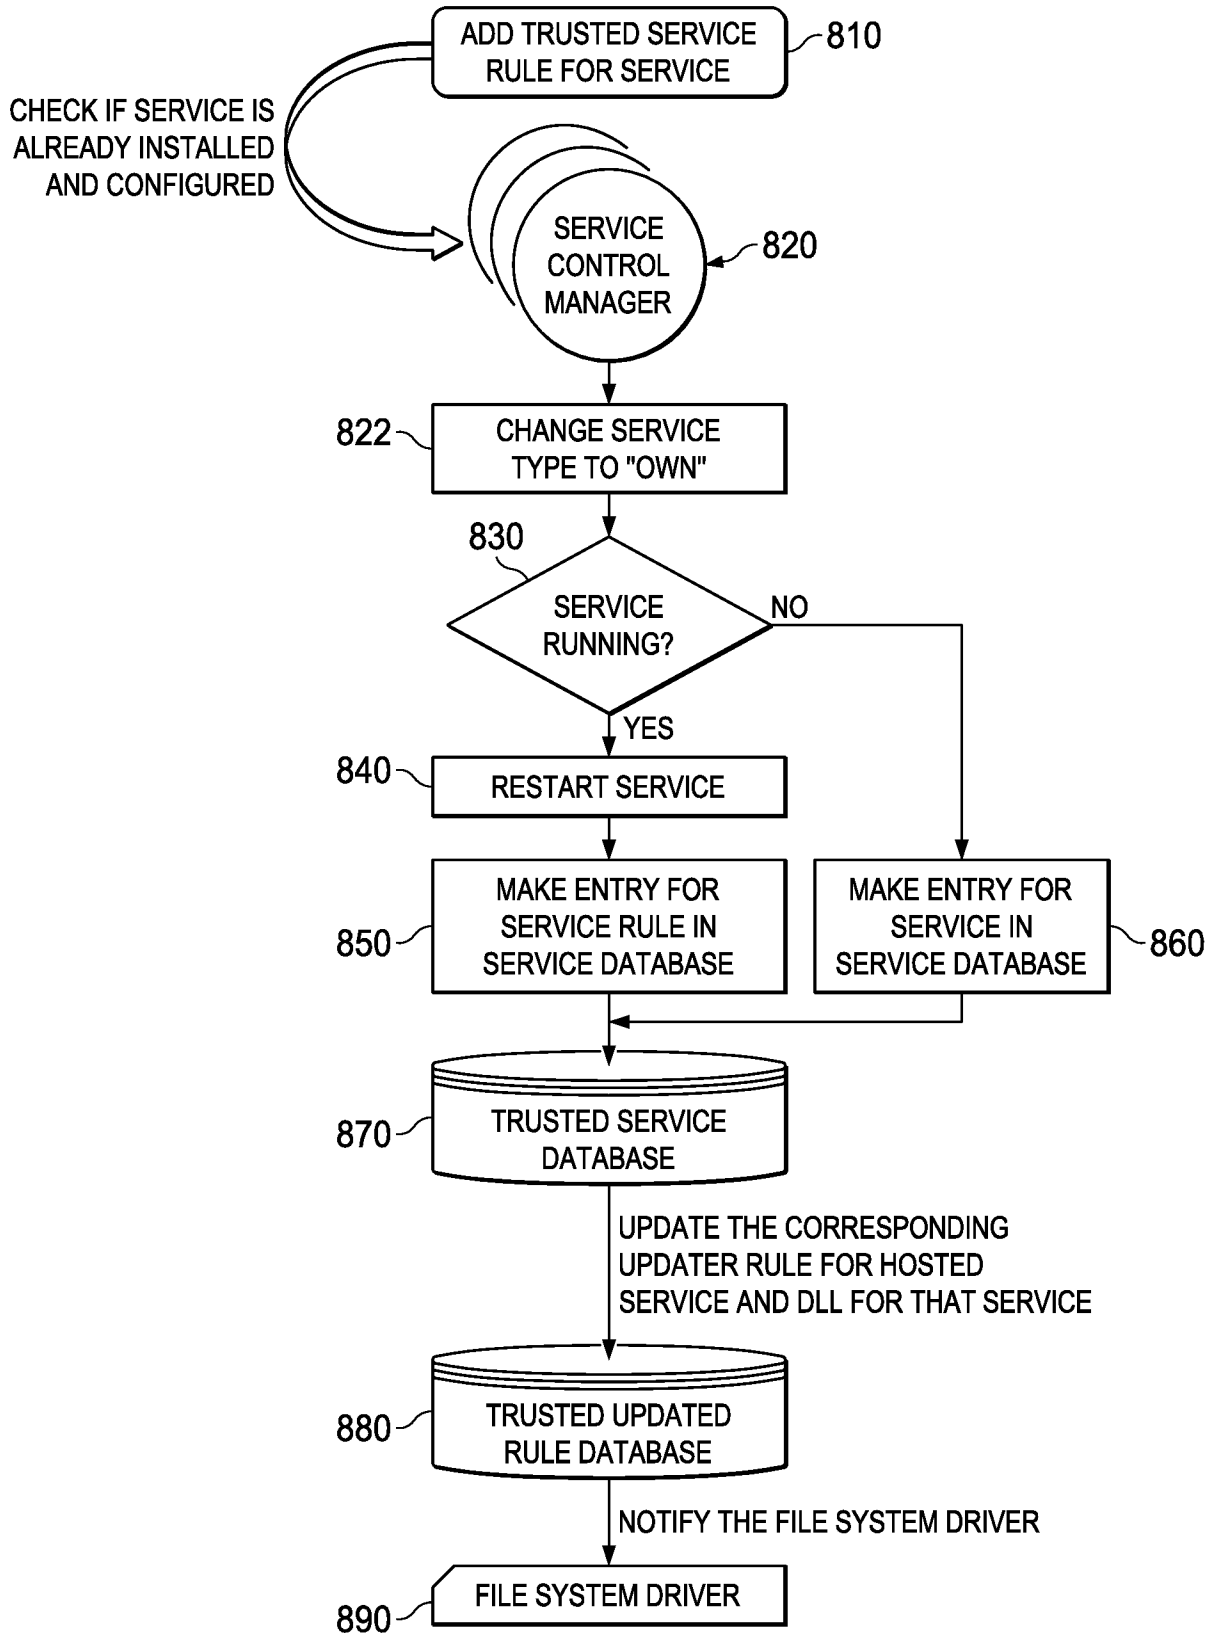 ADD TRUSTED SERVICE
RULE FOR SERVICE
810
CHECK IF SERVICE IS
ALREADY INSTALLED
AND CONFIGURED
SERVICE
CONTROL
MANAGER
820
822
CHANGE SERVICE
TYPE TO "OWN"
830
SERVICE
RUNNING?
NO
YES
840
RESTART SERVICE
850
MAKE ENTRY FOR
SERVICE RULE IN
SERVICE DATABASE
MAKE ENTRY FOR
SERVICE IN
SERVICE DATABASE
860
870
TRUSTED SERVICE
DATABASE
UPDATE THE CORRESPONDING
UPDATER RULE FOR HOSTED
SERVICE AND DLL FOR THAT SERVICE
880
TRUSTED UPDATED
RULE DATABASE
NOTIFY THE FILE SYSTEM DRIVER
890
FILE SYSTEM DRIVER